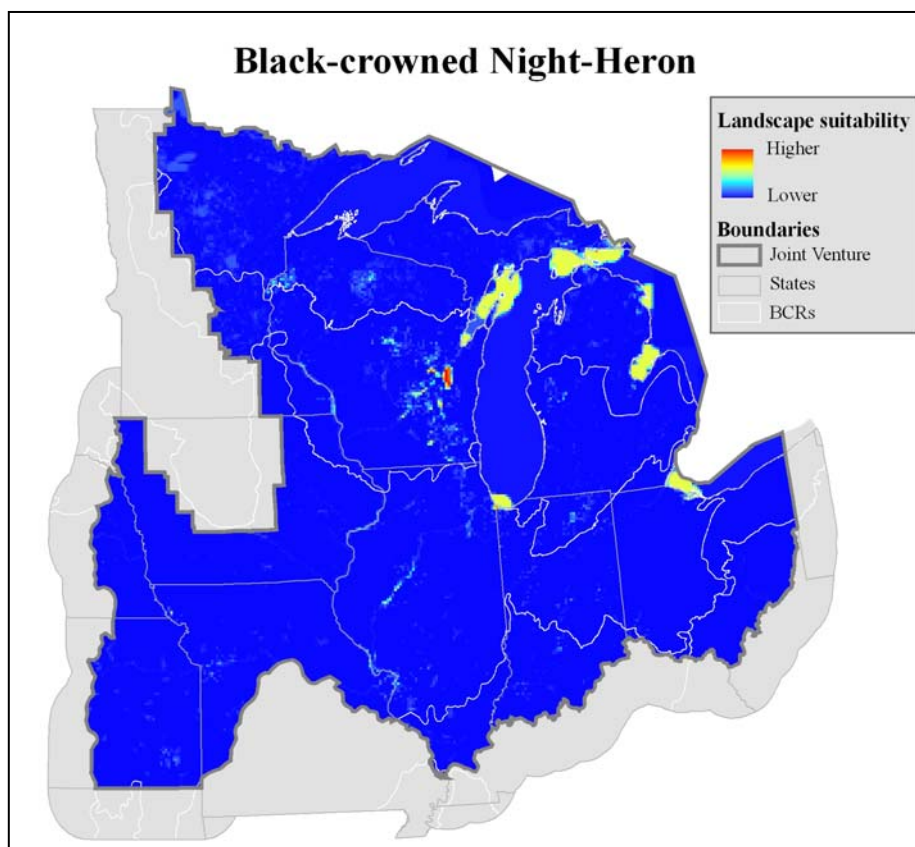 Black-crowned Night-Heron
Landscape suitability
Higher
Lower
Boundaries
Joint Venture
States
BCRs